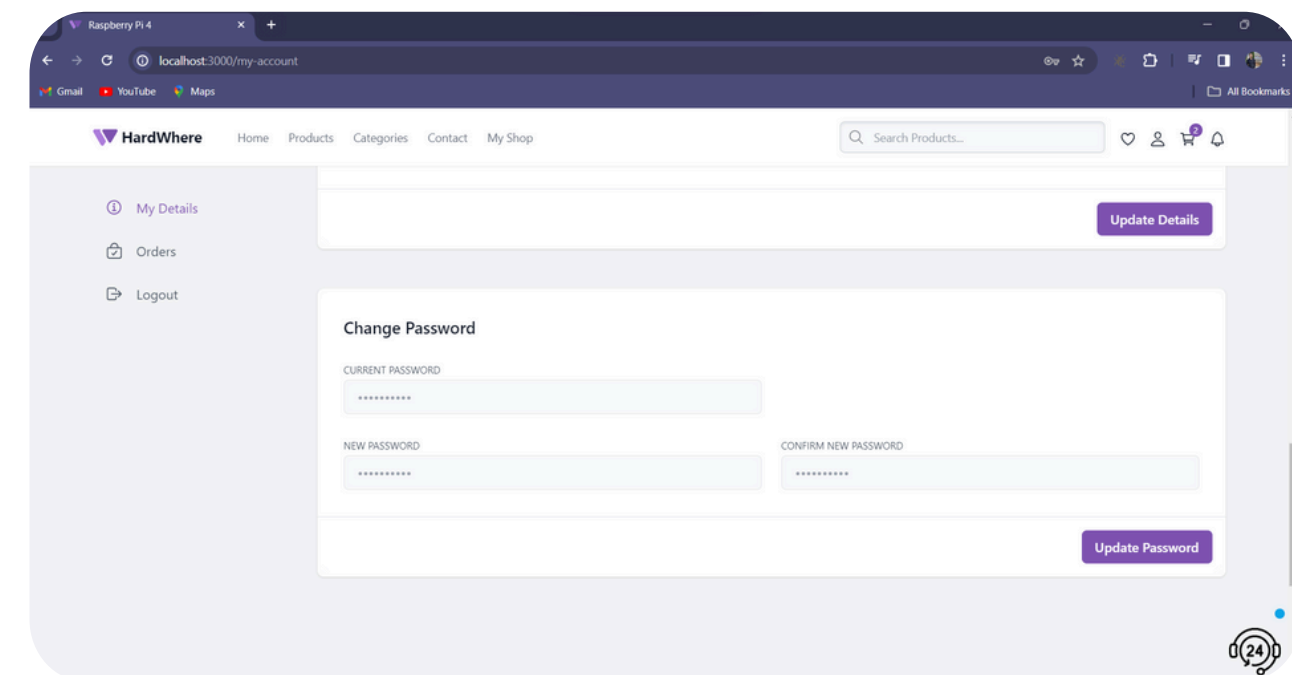 Raspberry Pi 4
localhost:3000/my-account
Gmail YouTube Maps
All Bookmarks
HardWhere Home Products Categories Contact My Shop Search Products... 2
My Details
Update Details
Orders
Logout
Change Password
CURRENT PASSWORD
••••••••••
NEW PASSWORD CONFIRM NEW PASSWORD
•••••••••• ••••••••••
Update Password
24